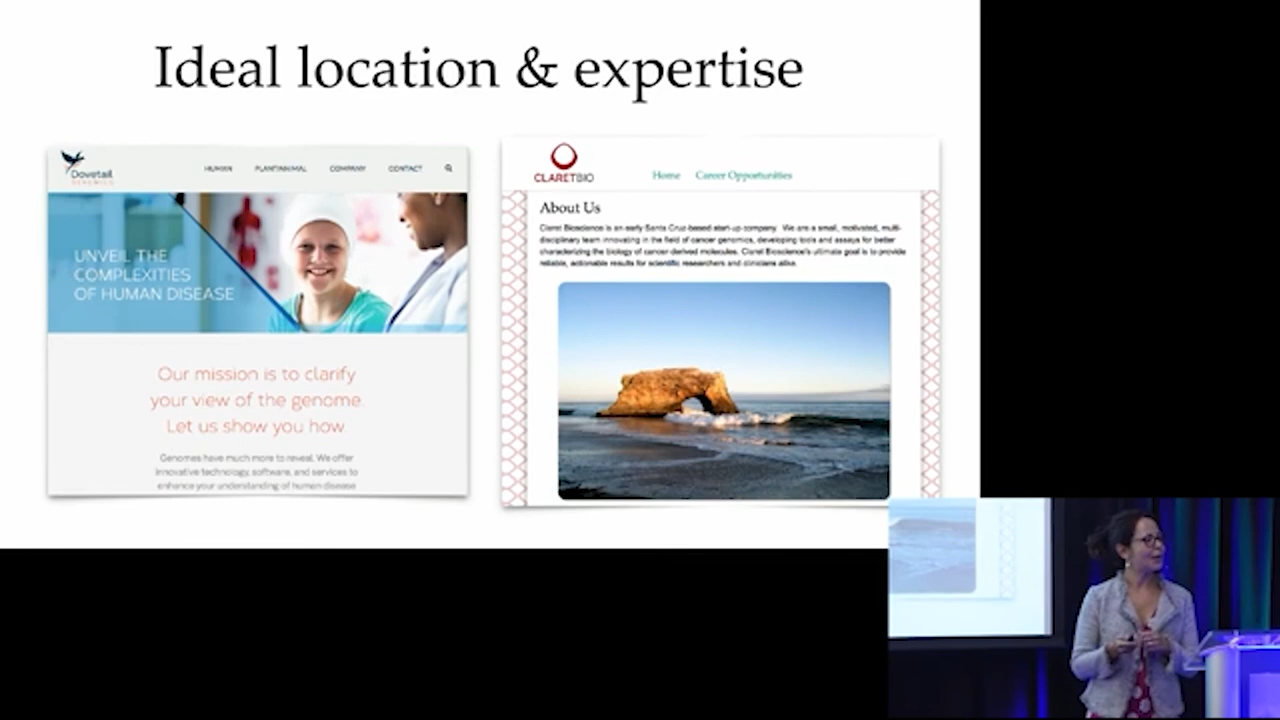 Ideal location & expertise
Dovetail
GENOMICS
HUMAN PLANT/ANIMAL COMPANY CONTACT
UNVEIL THE
COMPLEXITIES
OF HUMAN DISEASE
Our mission is to clarify
your view of the genome.
Let us show you how
Genomes have much more to reveal. We offer
innovative technology, software, and services to
enhance your understanding of human disease
CLARETBIO
Home Career Opportunities
About Us
Claret Bioscience is an early Santa Cruz-based start-up company. We are a small, motivated, multi-
disciplinary team innovating in the field of cancer genomics, developing tools and assays for better
characterizing the biology of cancer-derived molecules. Claret Bioscience's ultimate goal is to provide
reliable, actionable results for scientific researchers and clinicians alike.